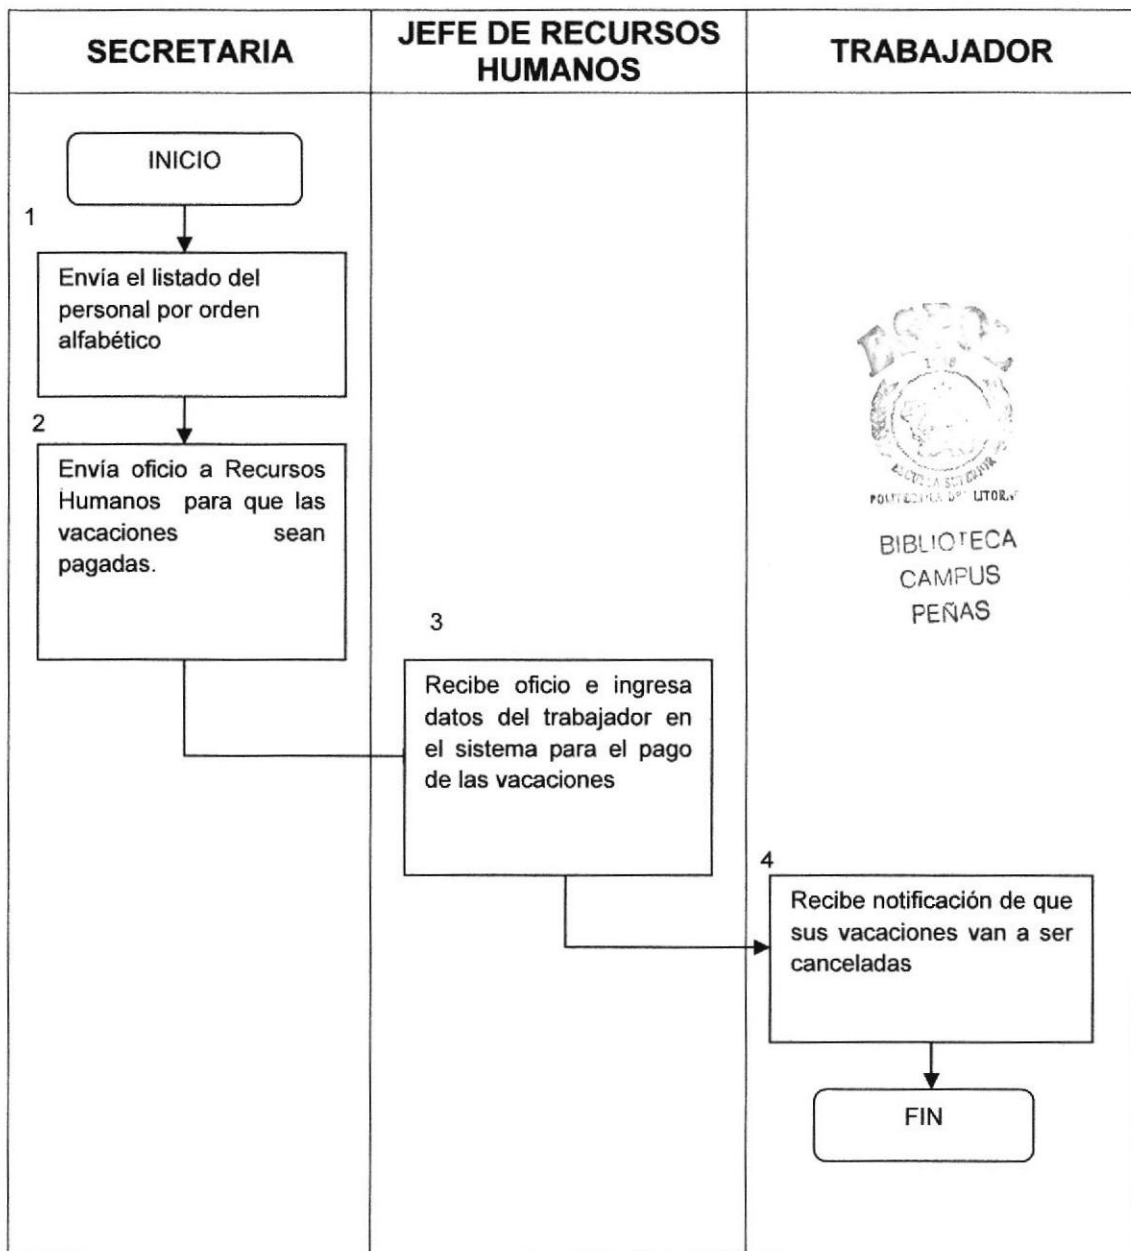 SECRETARIA
JEFE DE RECURSOS
HUMANOS
TRABAJADOR
INICIO
1
Envía el listado del
personal por orden
alfabético
2
Envía oficio a Recursos
Humanos para que las
vacaciones sean
pagadas.
ESCUELA SUPERIOR
LITORAL
BIBLIOTECA
CAMPUS
PEÑAS
3
Recibe oficio e ingresa
datos del trabajador en
el sistema para el pago
de las vacaciones
4
Recibe notificación de que
sus vacaciones van a ser
canceladas
FIN